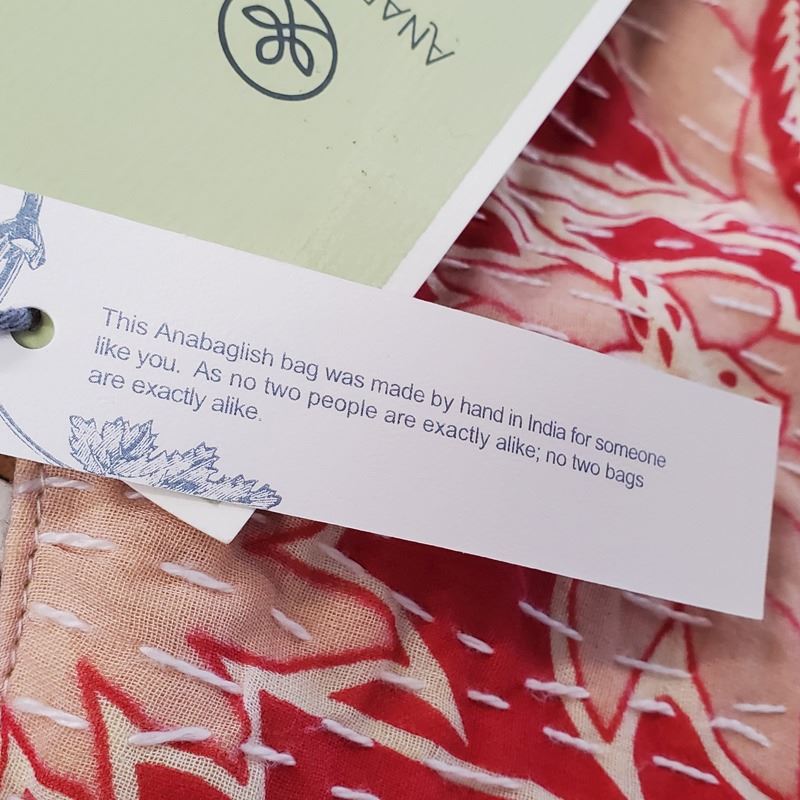 This Anabaglish bag was made by hand in India for someone
like you. As no two people are exactly alike; no two bags
are exactly alike.